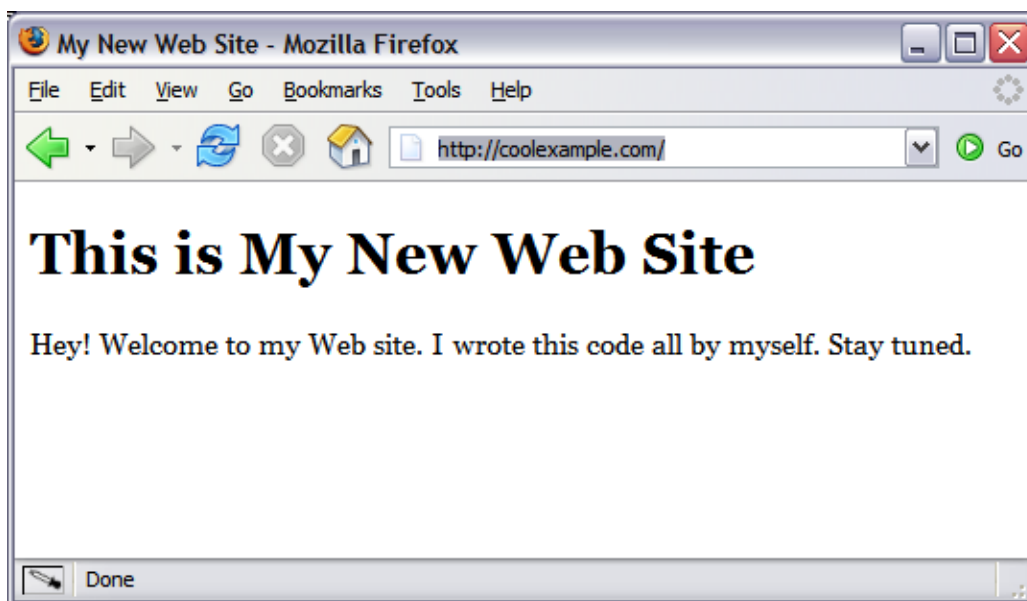 My New Web Site - Mozilla Firefox
File Edit View Go Bookmarks Tools Help
http://coolexample.com/ Go
This is My New Web Site
Hey! Welcome to my Web site. I wrote this code all by myself. Stay tuned.
Done